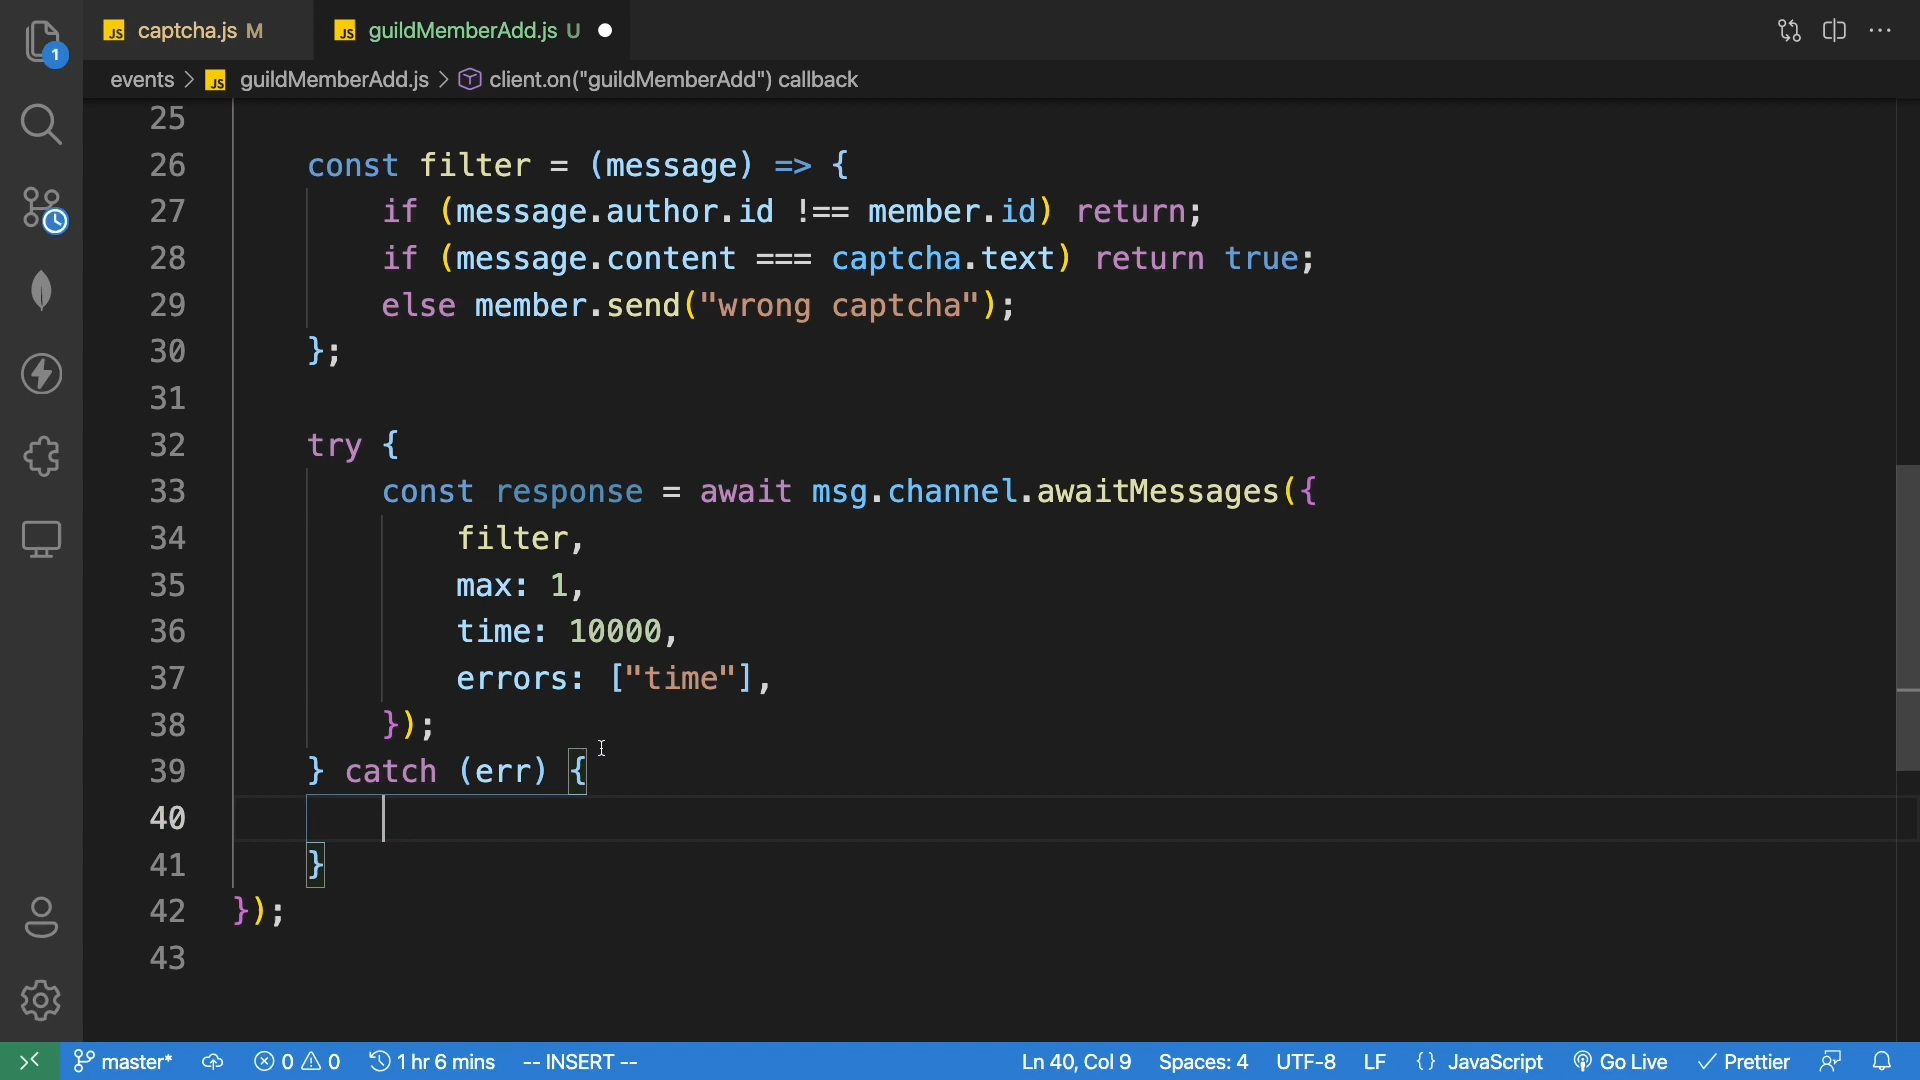 JS captcha.js M
JS guildMemberAdd.js U
1
events > JS guildMemberAdd.js > client.on("guildMemberAdd") callback
25
26 const filter = (message) => {
27 if (message.author.id !== member.id) return;
28 if (message.content === captcha.text) return true;
29 else member.send("wrong captcha");
30 };
31
32 try {
33 const response = await msg.channel.awaitMessages({
34 filter,
35 max: 1,
36 time: 10000,
37 errors: ["time"],
38 });
39 } catch (err) {
40
41 }
42 });
43
master* 0 0 1 hr 6 mins -- INSERT -- Ln 40, Col 9 Spaces: 4 UTF-8 LF {} JavaScript Go Live Prettier